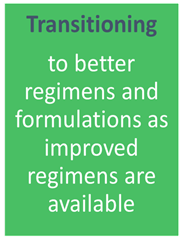 Transitioning
to better
regimens and
formulations as
improved
regimens are
available